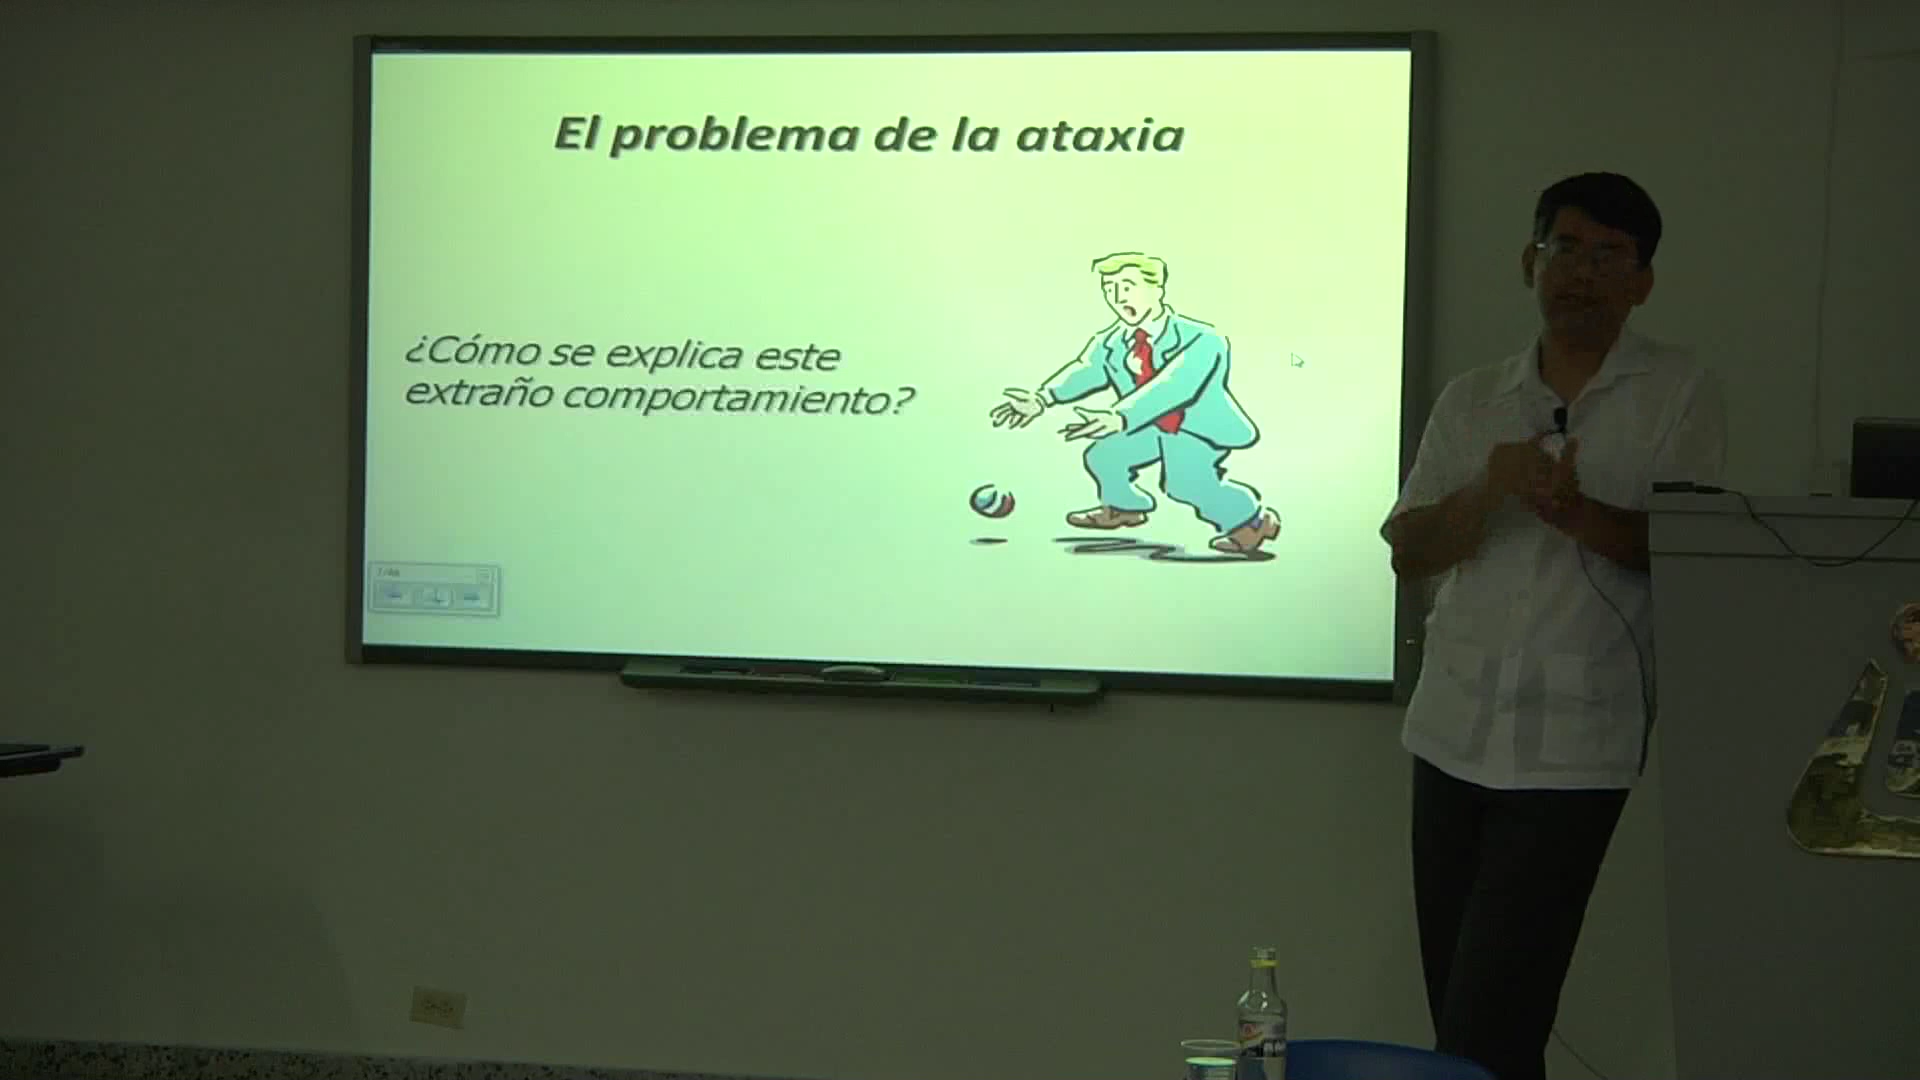 El problema de la ataxia
¿Cómo se explica este
extraño comportamiento?